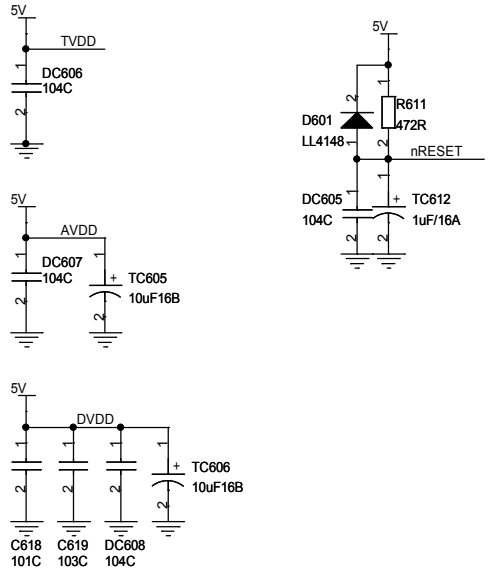 5V
TVDD
1
DC606
104C
2
5V
AVDD
1
DC607
104C
2
1
+
TC605
10uF16B
2
5V
DVDD
1
2
C618
101C
1
2
C619
103C
1
2
DC608
104C
1
+
TC606
10uF16B
2
5V
2
D601
LL4148
1
1
R611
472R
2
nRESET
1
DC605
104C
2
1
+
TC612
1uF/16A
2